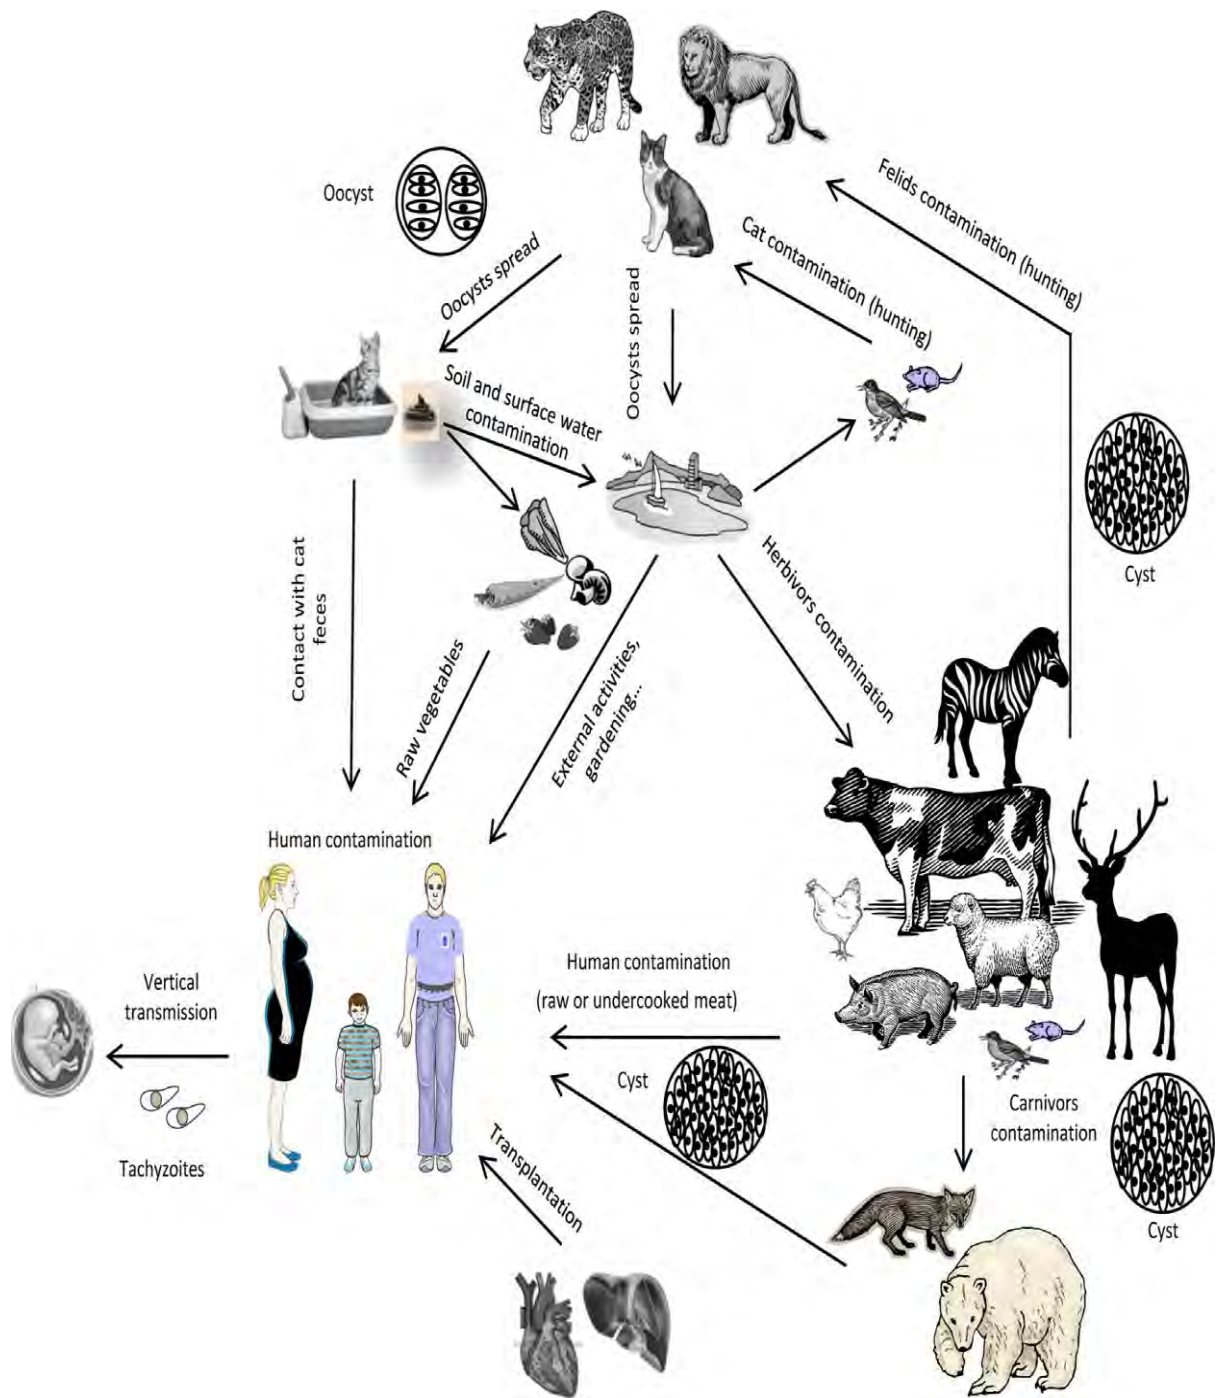 Oocyst
Felids contamination (hunting)
Cat contamination (hunting)
Oocysts spread
Oocysts spread
Soil and surface water
contamination
Cyst
Contact with cat
feces
Herbivors contamination
Raw vegetables
External activities,
gardening...
Human contamination
Human contamination
(raw or undercooked meat)
Vertical
transmission
Cyst
Carnivors
contamination
Tachyzoites
Transplantation
Cyst